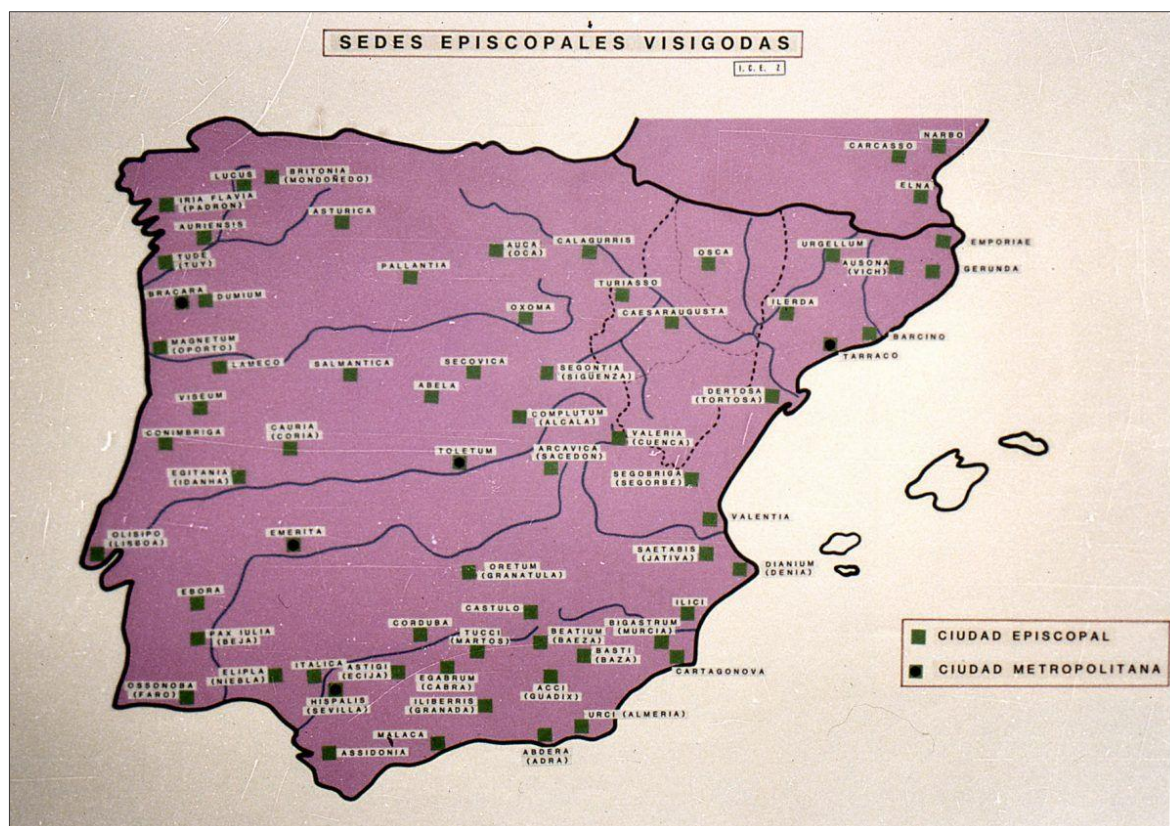 SEDES EPISCOPALES VISIGODAS
I. C. E. Z
NARBO
CARCASSO
ELNA
LUCUS
BRITONIA
(MONDOÑEDO)
IRIA FLAVIA
(PADRON)
ASTURICA
AURIENSIS
TUDE
(TUY)
AUCA
(OCA)
CALAGURRIS
OSCA
URGELLUM
EMPORIAE
AUSONA
(VICH)
GERUNDA
PALLANTIA
BRACARA
DUMIUM
TURIASSO
OXOMA
CAESARAUGUSTA
ILERDA
BARCINO
TARRACO
MAGNETUM
(OPORTO)
LAMECO
SALMANTICA
SECOVICA
SEGONTIA
(SIGÜENZA)
ABELA
DERTOSA
(TORTOSA)
VISEUM
COMPLUTUM
(ALCALA)
CONIMBRIGA
CAURIA
(CORIA)
VALERIA
(CUENCA)
TOLETUM
ARCAVICA
(SACEDON)
EGITANIA
(IDANHA)
SEGOBRIGA
(SEGORBE)
VALENTIA
OLISIPO
(LISBOA)
EMERITA
SAETABIS
(JATIVA)
DIANIUM
(DENIA)
ORETUM
(GRANATULA)
EBORA
CASTULO
ILICI
PAX IULIA
(BEJA)
CORDUBA
TUCCI
(MARTOS)
BEATIUM
(BAEZA)
BIGASTRUM
(MURCIA)
BASTI
(BAZA)
CARTAGONOVA
ELIPLA
(NIEBLA)
ITALICA
ASTIGI
(ECIJA)
EGABRUM
(CABRA)
ACCI
(GUADIX)
OSSONOBA
(FARO)
HISPALIS
(SEVILLA)
ILIBERRIS
(GRANADA)
URCI (ALMERIA)
MALACA
ASSIDONIA
ABDERA
(ADRA)
CIUDAD EPISCOPAL
CIUDAD METROPOLITANA